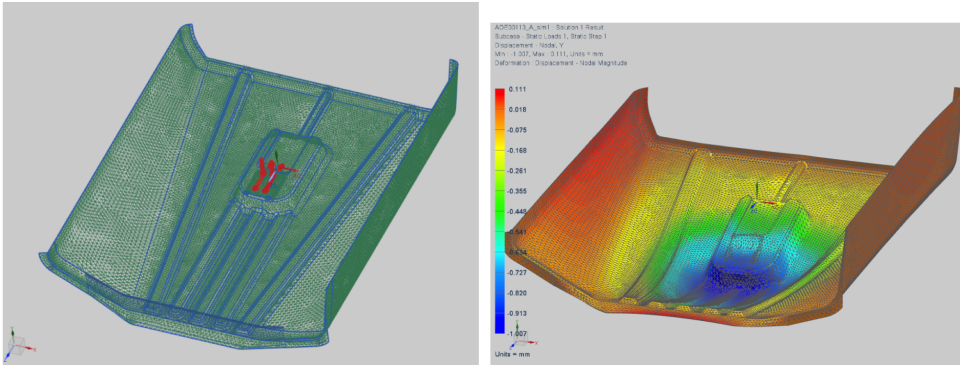 ADE30113_A_sim1 : Solution 1 Result
Subcase - Static Loads 1, Static Step 1
Displacement - Nodal, Y
Min : -1.007, Max : 0.111, Units = mm
Deformation : Displacement - Nodal Magnitude
0.111
0.018
-0.075
-0.168
-0.261
-0.355
-0.448
-0.541
-0.634
-0.727
-0.820
-0.913
-1.007
Units = mm